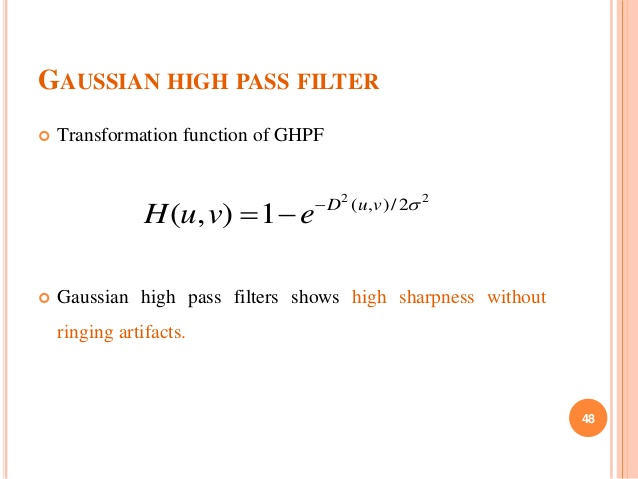 GAUSSIAN HIGH PASS FILTER
Transformation function of GHPF
H(u,v)=1−e^{−D²(u,v)/2σ²}
Gaussian high pass filters shows high sharpness without
ringing artifacts.
48